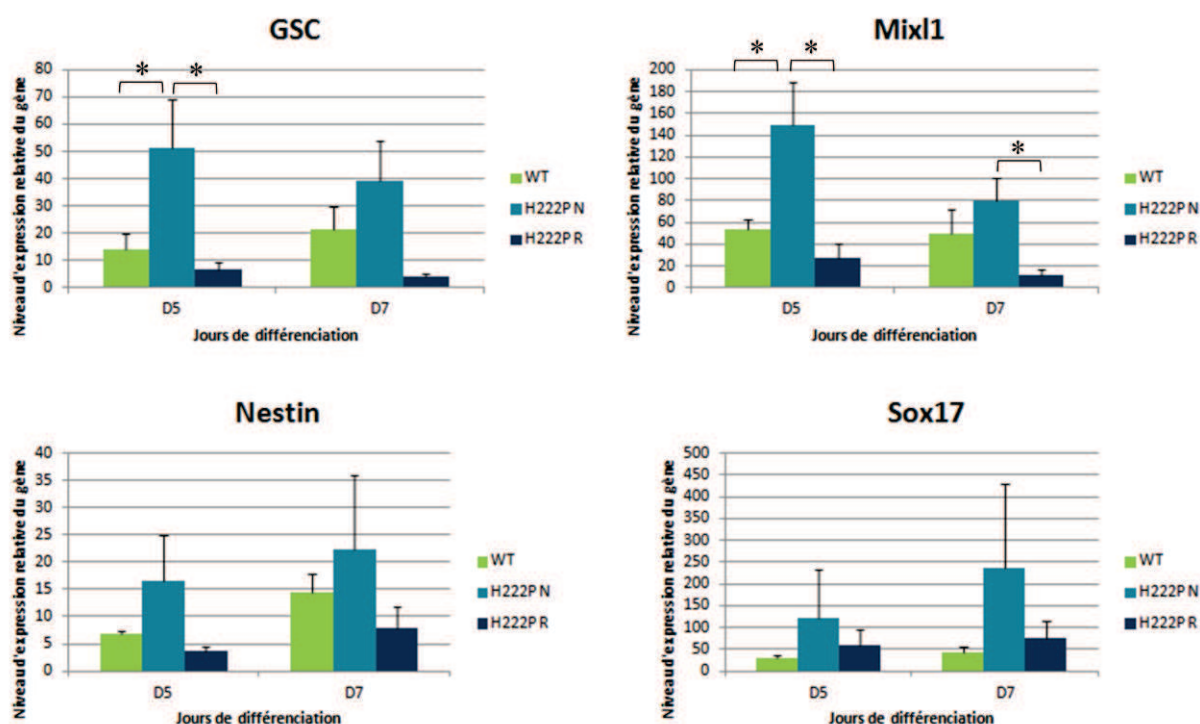 GSC
Niveau d'expression relative du gène
80
70
60
50
40
30
20
10
0
* *
D5 D7
Jours de différenciation
WT
H222P N
H222P R
Mixl1
Niveau d'expression relative du gène
200
180
160
140
120
100
80
60
40
20
0
* *
*
D5 D7
Jours de différenciation
WT
H222P N
H222P R
Nestin
Niveau d'expression relative du gène
40
35
30
25
20
15
10
5
0
D5 D7
Jours de différenciation
WT
H222P N
H222P R
Sox17
Niveau d'expression relative du gène
500
450
400
350
300
250
200
150
100
50
0
D5 D7
Jours de différenciation
WT
H222P N
H222P R